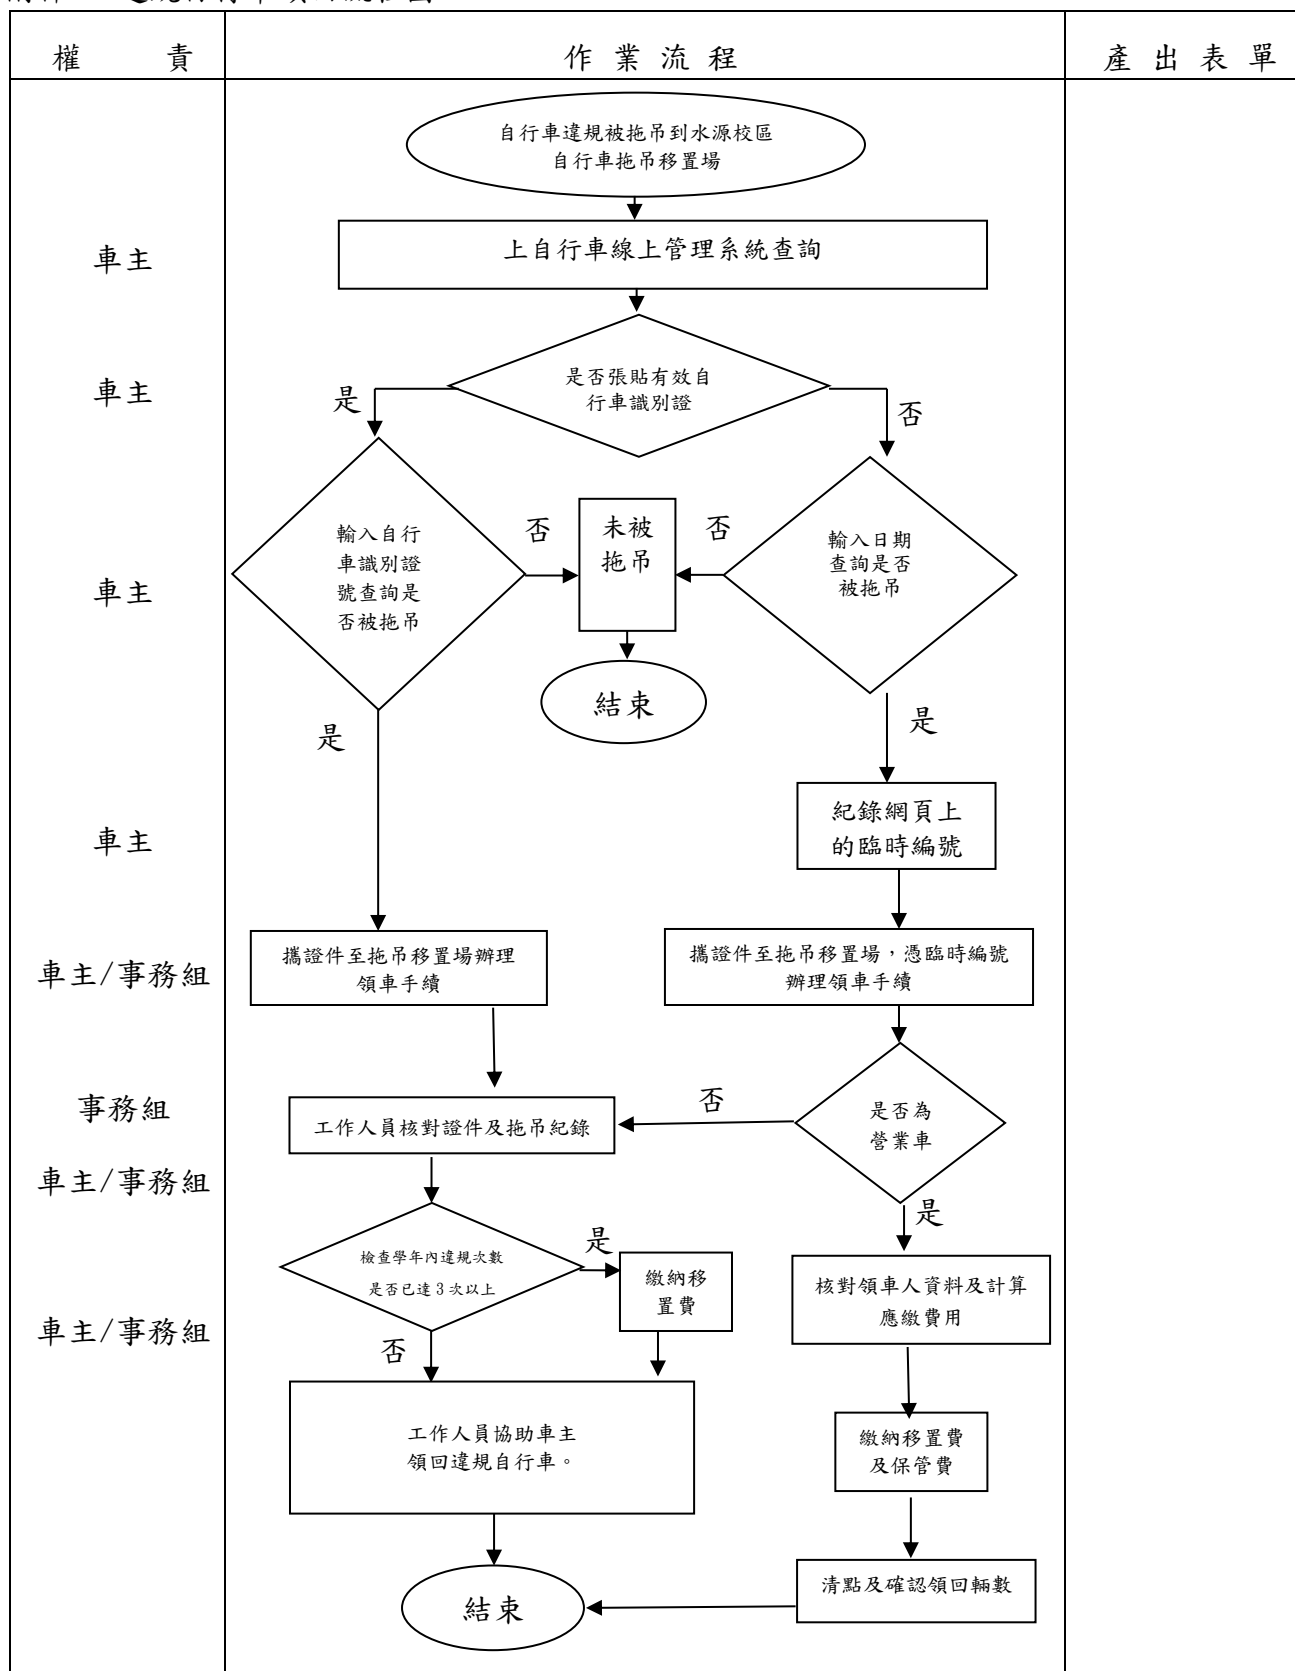 權責
作業流程
產出表單
自行車違規被拖吊到水源校區
自行車拖吊移置場
車主
上自行車線上管理系統查詢
車主
是否張貼有效自
行車識別證
是
否
車主
輸入自行
車識別證
號查詢是
否被拖吊
否
未被
拖吊
否
輸入日期
查詢是否
被拖吊
結束
是
是
車主
紀錄網頁上
的臨時編號
車主/事務組
攜證件至拖吊移置場辦理
領車手續
攜證件至拖吊移置場，憑臨時編號
辦理領車手續
事務組
工作人員核對證件及拖吊紀錄
否
是否為
營業車
車主/事務組
是
檢查學年內違規次數
是否已達3次以上
是
繳納移
置費
核對領車人資料及計算
應繳費用
車主/事務組
否
工作人員協助車主
領回違規自行車。
繳納移置費
及保管費
清點及確認領回輛數
結束